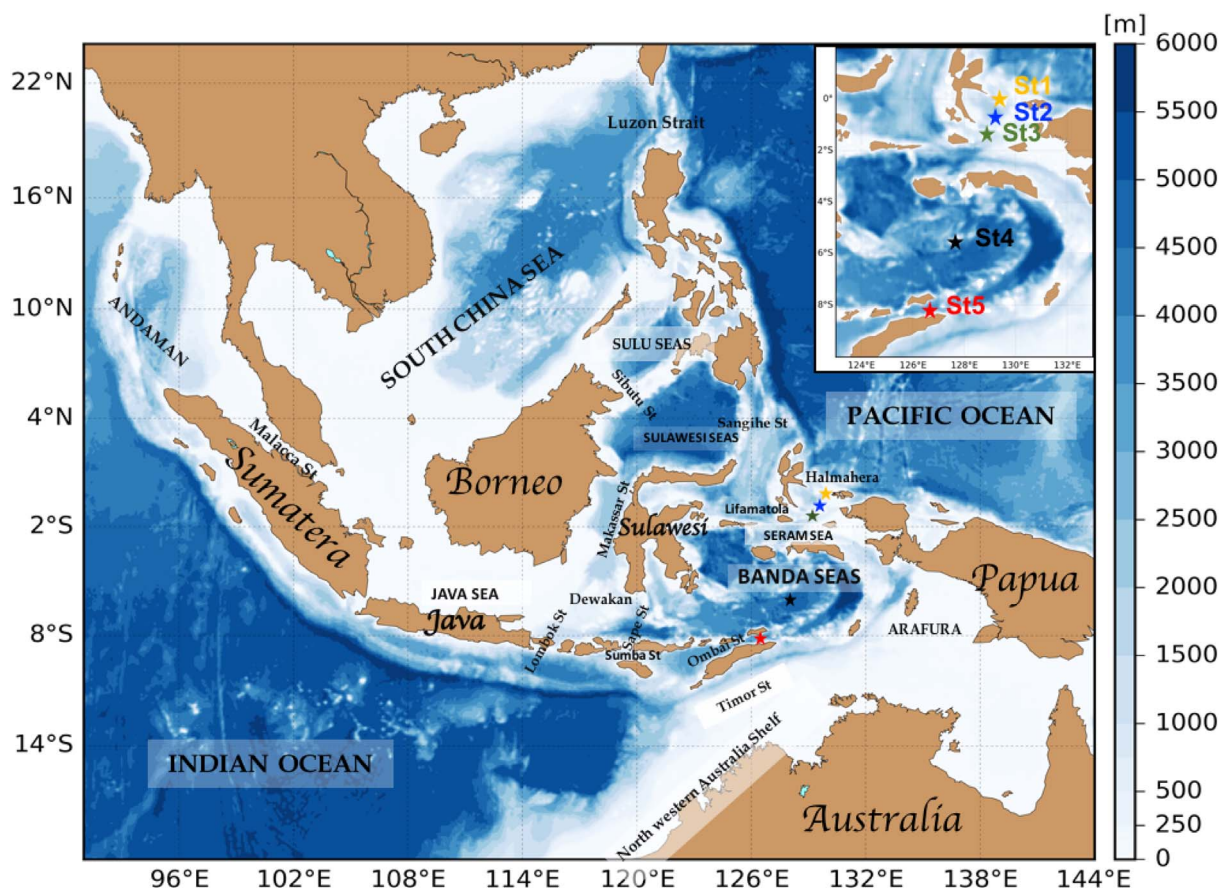 [m]
6000
5500
5000
4500
4000
3500
3000
2500
2000
1500
1000
500
250
0
22°N
16°N
10°N
4°N
2°S
8°S
14°S
96°E
102°E
108°E
114°E
120°E
126°E
132°E
138°E
144°E
0°
2°S
4°S
6°S
8°S
124°E
126°E
128°E
130°E
132°E
St1
St2
St3
St4
St5
Luzon Strait
SOUTH CHINA SEA
ANDAMAN
SULU SEAS
Sibutu St
PACIFIC OCEAN
Sangihe St
SULAWESI SEAS
Malacca St
Sumatera
Borneo
Makassar St
Sulawesi
Halmahera
Lifamatola
SERAM SEA
BANDA SEAS
Papua
JAVA SEA
Java
Dewakan
Lombok St
Sape St
Sumba St
Ombai St
ARAFURA
Timor St
INDIAN OCEAN
North western Australia Shelf
Australia